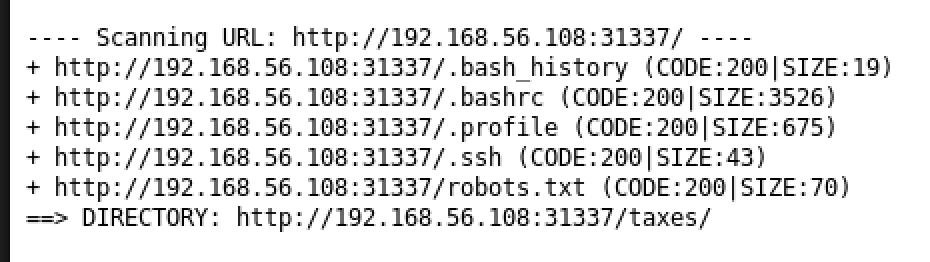 ---- Scanning URL: http://192.168.56.108:31337/ ----
+ http://192.168.56.108:31337/.bash_history (CODE:200|SIZE:19)
+ http://192.168.56.108:31337/.bashrc (CODE:200|SIZE:3526)
+ http://192.168.56.108:31337/.profile (CODE:200|SIZE:675)
+ http://192.168.56.108:31337/.ssh (CODE:200|SIZE:43)
+ http://192.168.56.108:31337/robots.txt (CODE:200|SIZE:70)
==> DIRECTORY: http://192.168.56.108:31337/taxes/